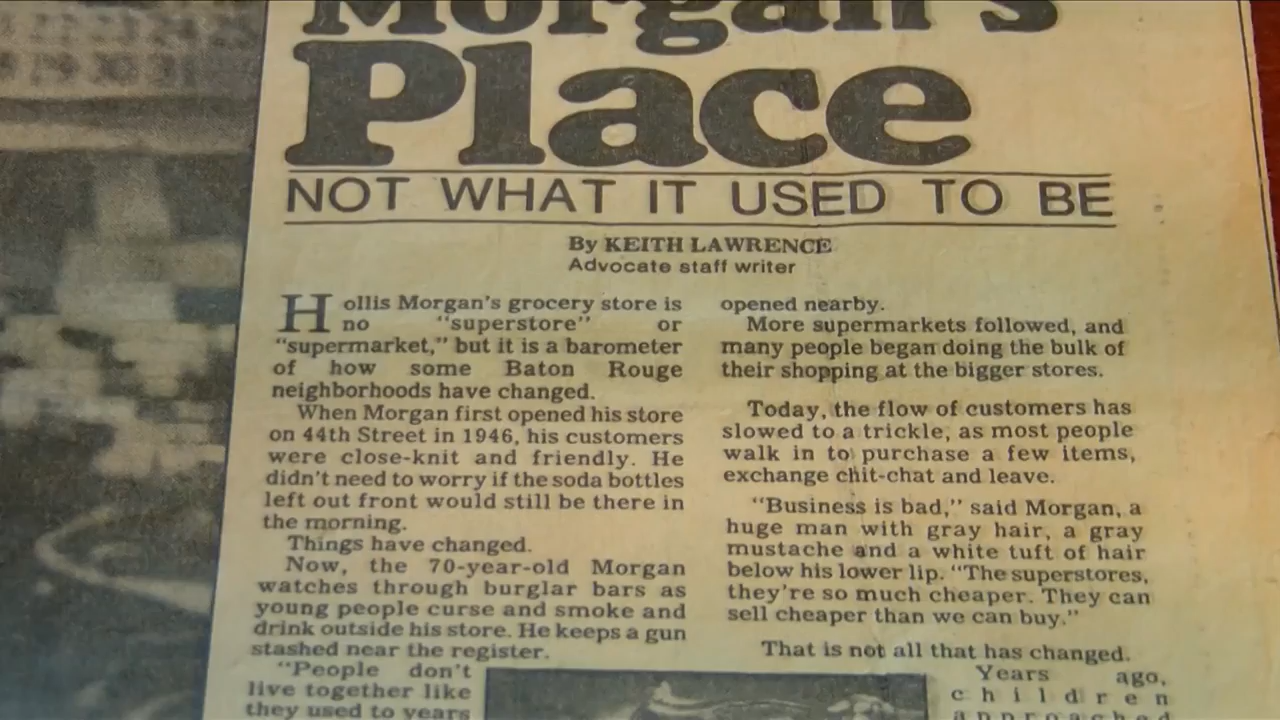 Morgan's
Place
NOT WHAT IT USED TO BE
By KEITH LAWRENCE
Advocate staff writer
Hollis Morgan's grocery store is
no "superstore" or
"supermarket," but it is a barometer
of how some Baton Rouge
neighborhoods have changed.
When Morgan first opened his store
on 44th Street in 1946, his customers
were close-knit and friendly. He
didn't need to worry if the soda bottles
left out front would still be there in
the morning.
Things have changed.
Now, the 70-year-old Morgan
watches through burglar bars as
young people curse and smoke and
drink outside his store. He keeps a gun
stashed near the register.
"People don't
live together like
they used to years
opened nearby.
More supermarkets followed, and
many people began doing the bulk of
their shopping at the bigger stores.
Today, the flow of customers has
slowed to a trickle, as most people
walk in to purchase a few items,
exchange chit-chat and leave.
"Business is bad," said Morgan, a
huge man with gray hair, a gray
mustache and a white tuft of hair
below his lower lip. "The superstores,
they're so much cheaper. They can
sell cheaper than we can buy."
That is not all that has changed.
Years ago,
children
approached
29 30 31